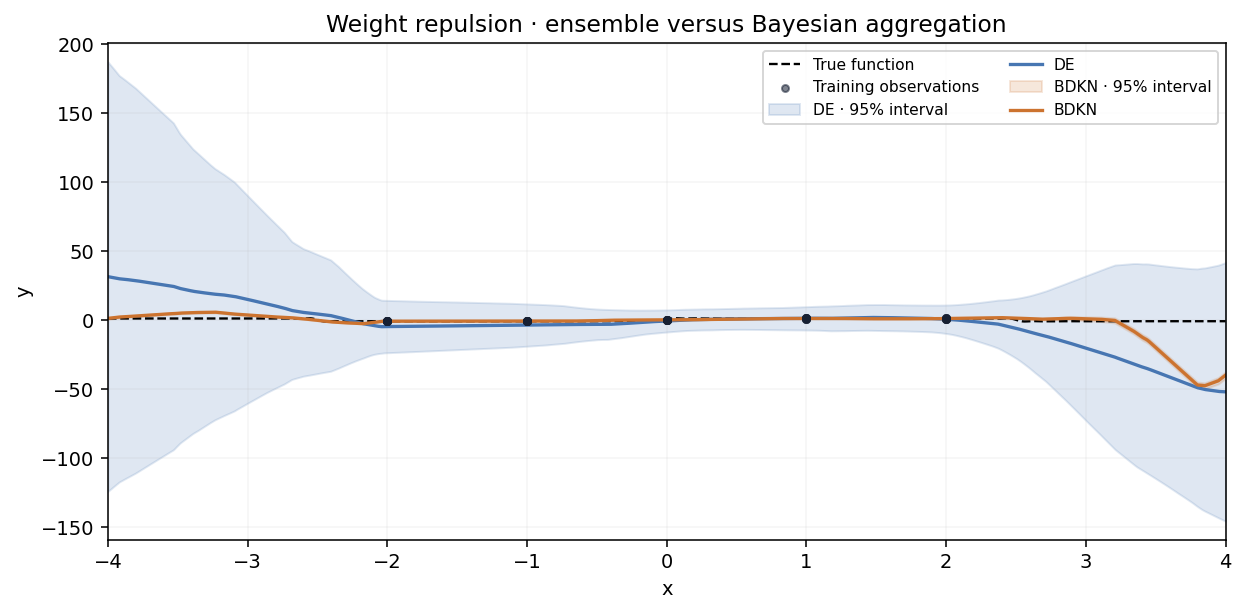 Weight repulsion · ensemble versus Bayesian aggregation
True function
Training observations
DE · 95% interval
DE
BDKN · 95% interval
BDKN
200
150
100
50
0
−50
−100
−150
y
−4
−3
−2
−1
0
1
2
3
4
x